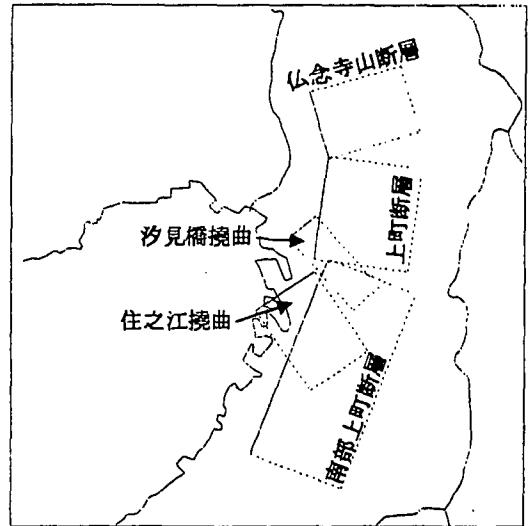 仏念寺山断層
上町断層
汐見橋撓曲
住之江撓曲
南部上町断層